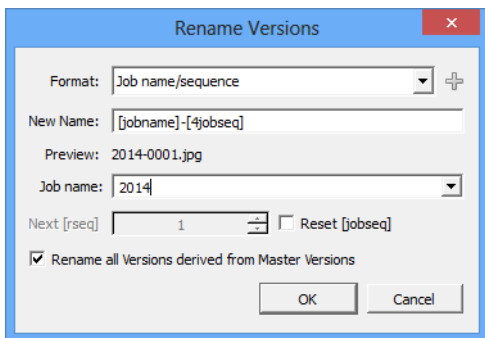 Rename Versions
Format: Job name/sequence
New Name: [jobname]-[4jobseq]
Preview: 2014-0001.jpg
Job name: 2014
Next [rseq] 1 Reset [jobseq]
Rename all Versions derived from Master Versions
OK Cancel